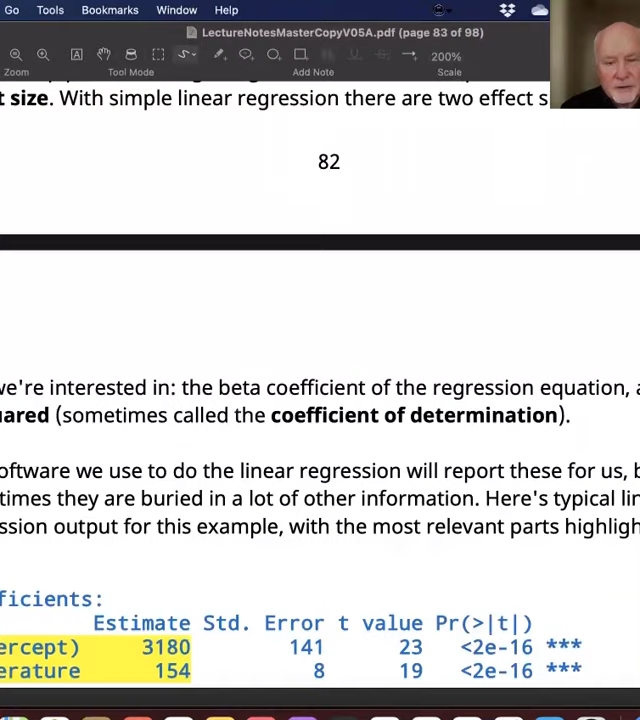 Go Tools Bookmarks Window Help
LectureNotesMasterCopyV05A.pdf (page 83 of 98)
200%
Zoom Tool Mode Add Note Scale
t size. With simple linear regression there are two effect s
82
we're interested in: the beta coefficient of the regression equation, a
uared (sometimes called the coefficient of determination).
oftware we use to do the linear regression will report these for us, b
times they are buried in a lot of other information. Here's typical lin
ssion output for this example, with the most relevant parts highligh
ficients:
Estimate Std. Error t value Pr(>|t|)
ercept) 3180 141 23 <2e-16 ***
erature 154 8 19 <2e-16 ***